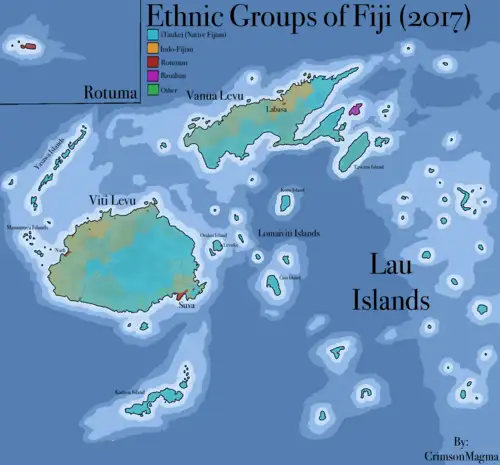 Ethnic Groups of Fiji (2017)
iTaukei (Native Fijian)
Indo-Fijian
Rotuman
Banaban
Other
Rotuma
Vanua Levu
Labasa
Yasawa Islands
Taveuni Island
Viti Levu
Koro Island
Mamanuca Islands
Lomaiviti Islands
Ovalau Island
Levuka
Nadi
Lau
Islands
Gau Island
Suva
Kadavu Island
By:
CrimsonMagma